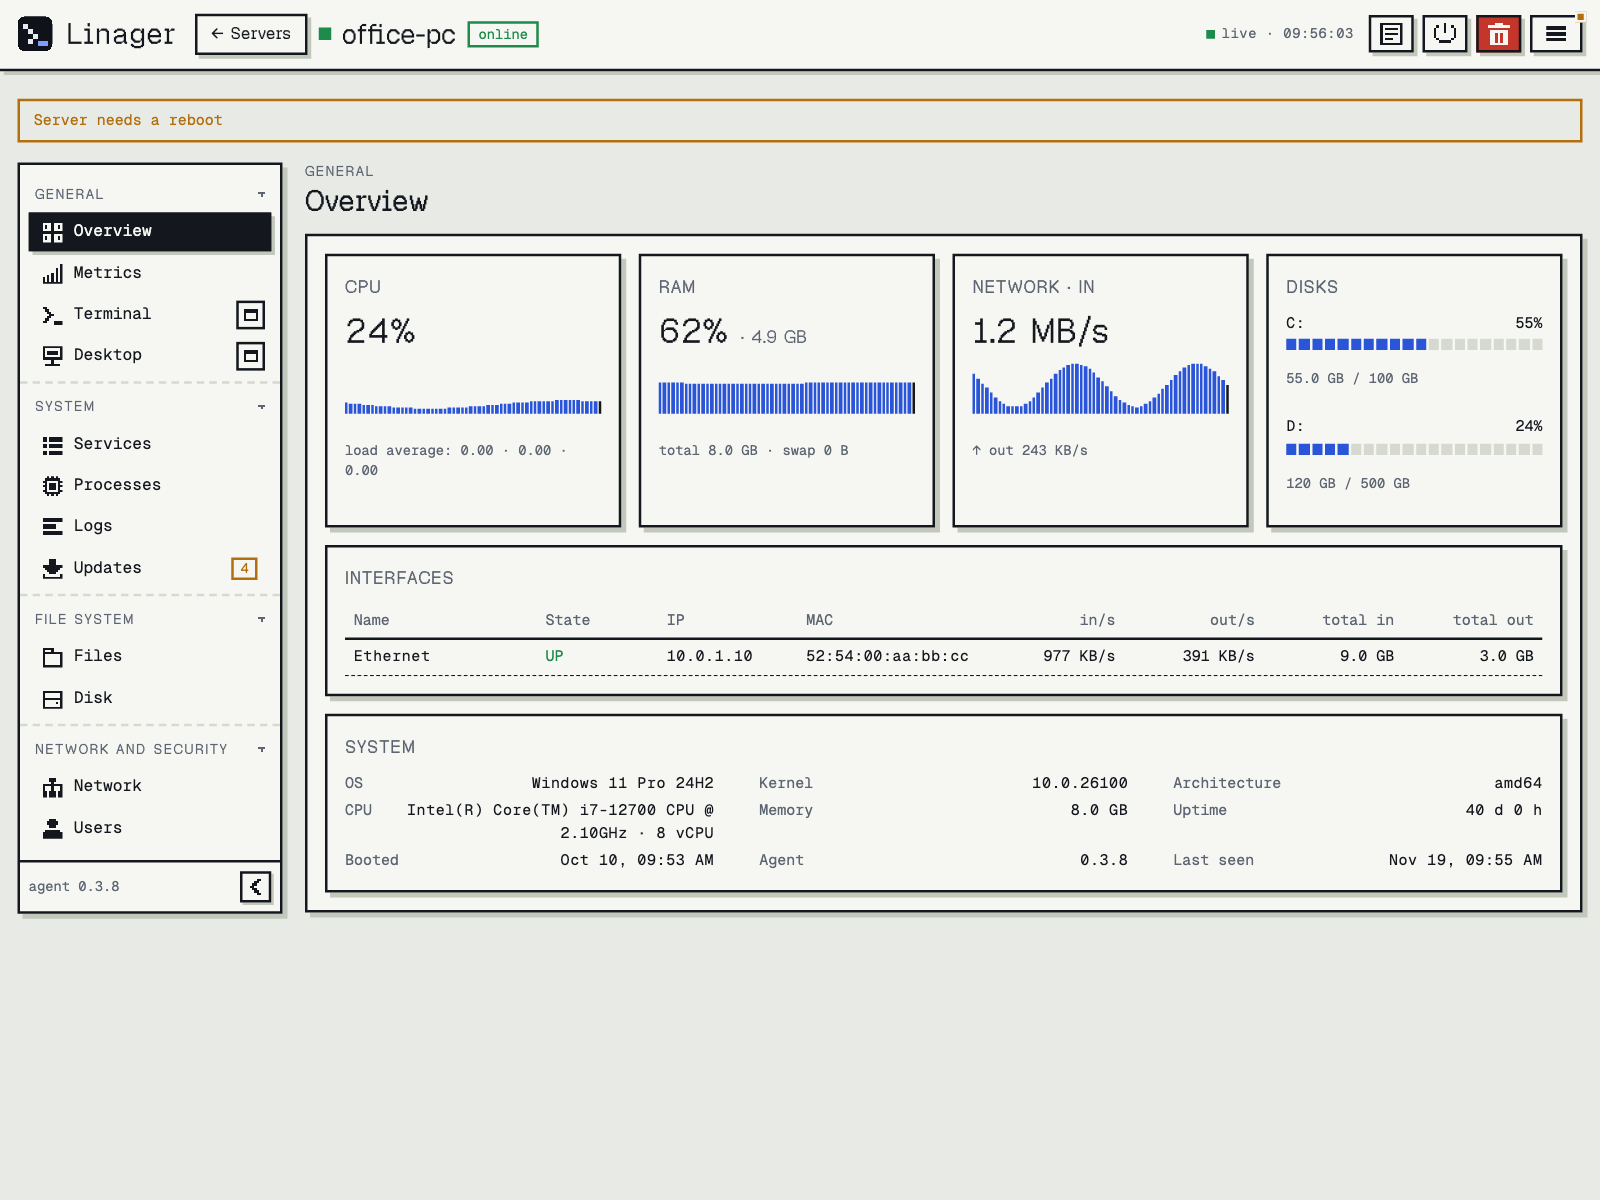 Linager
← Servers
office-pc
online
live · 09:56:03
Server needs a reboot
GENERAL
Overview
Metrics
Terminal
Desktop
SYSTEM
Services
Processes
Logs
Updates
4
FILE SYSTEM
Files
Disk
NETWORK AND SECURITY
Network
Users
agent 0.3.8
GENERAL
Overview
CPU
24%
load average: 0.00 · 0.00 ·
0.00
RAM
62% · 4.9 GB
total 8.0 GB · swap 0 B
NETWORK · IN
1.2 MB/s
↑ out 243 KB/s
DISKS
C: 55%
55.0 GB / 100 GB
D: 24%
120 GB / 500 GB
INTERFACES
Name State IP MAC in/s out/s total in total out
Ethernet UP 10.0.1.10 52:54:00:aa:bb:cc 977 KB/s 391 KB/s 9.0 GB 3.0 GB
SYSTEM
OS Windows 11 Pro 24H2 Kernel 10.0.26100 Architecture amd64
CPU Intel(R) Core(TM) i7-12700 CPU @ Memory 8.0 GB Uptime 40 d 0 h
2.10GHz · 8 vCPU
Booted Oct 10, 09:53 AM Agent 0.3.8 Last seen Nov 19, 09:55 AM